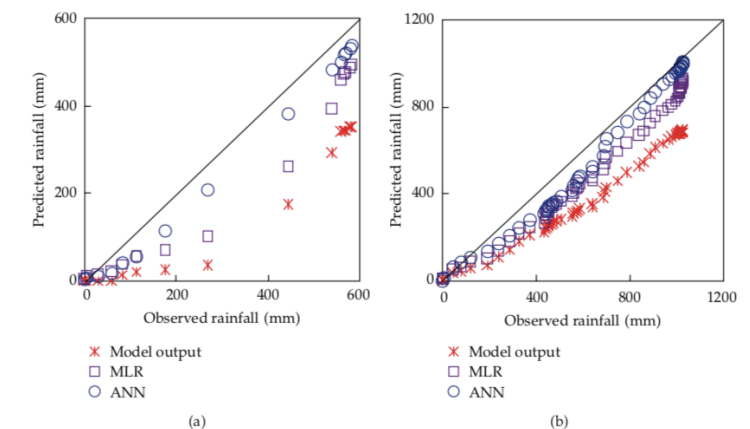 600
400
200
0
0
200
400
600
Predicted rainfall (mm)
Observed rainfall (mm)
Model output
MLR
ANN
(a)
1200
800
400
0
0
400
800
1200
Predicted rainfall (mm)
Observed rainfall (mm)
Model output
MLR
ANN
(b)